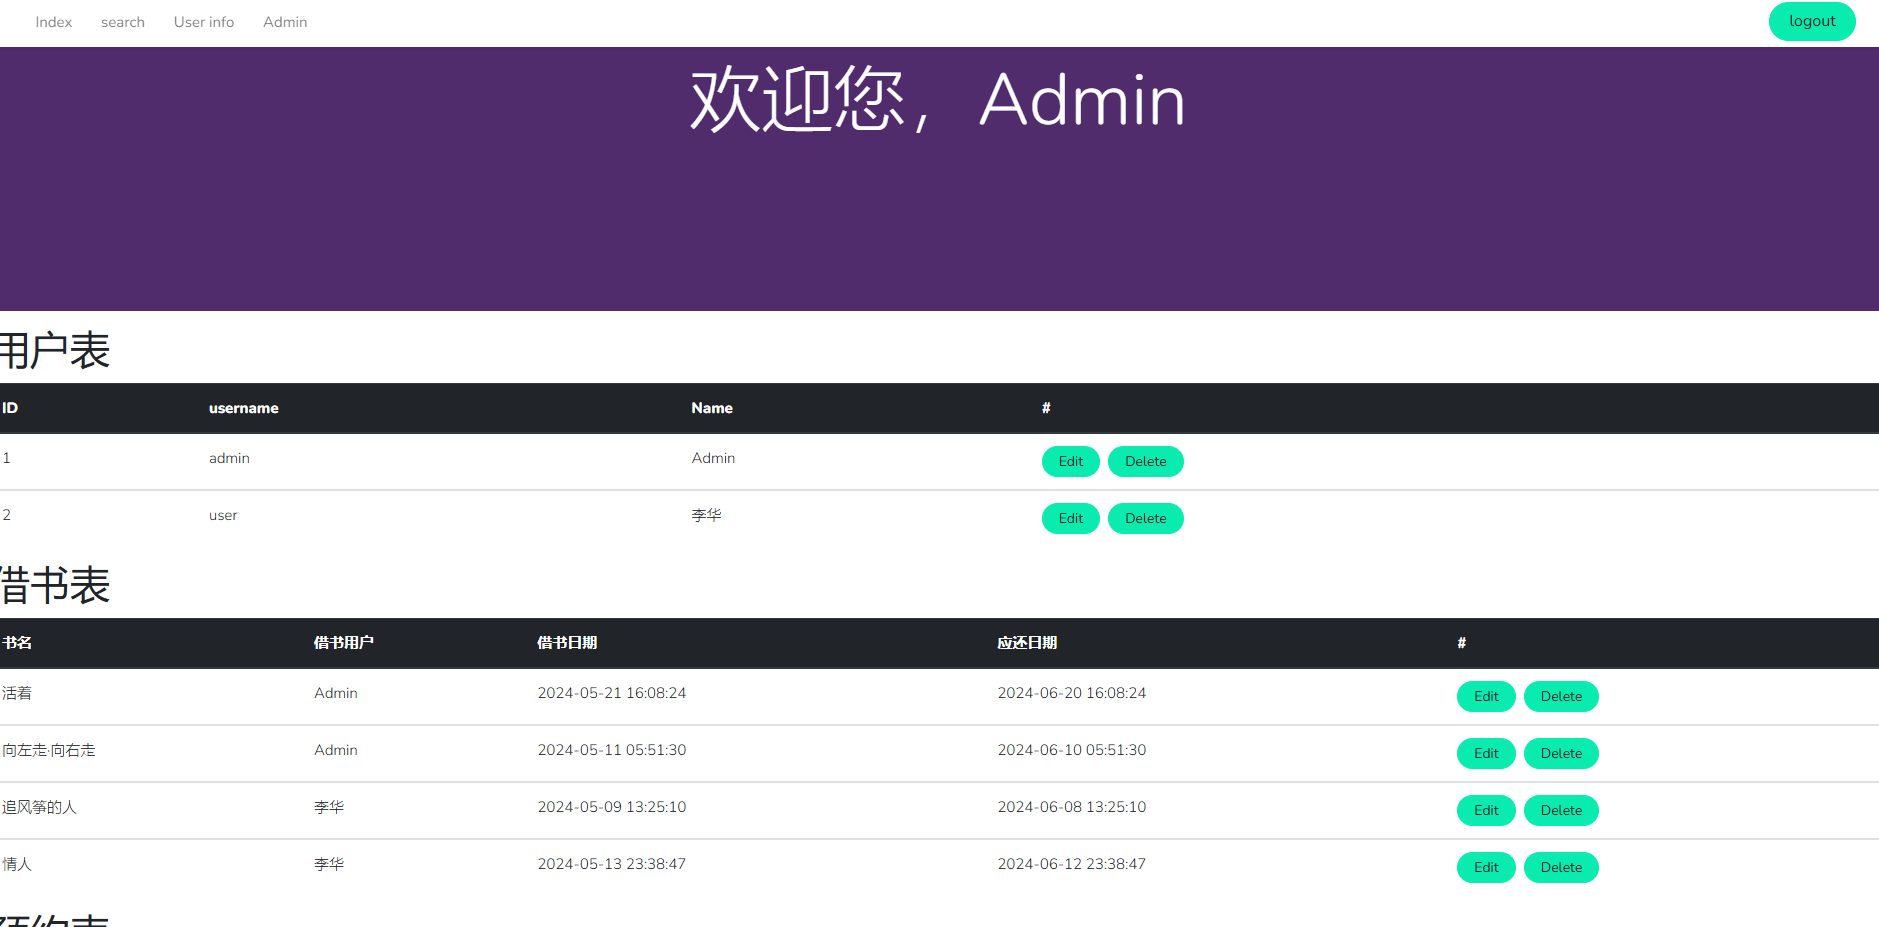 Index search User info Admin logout
欢迎您，Admin
用户表
ID username Name #
1 admin Admin Edit Delete
2 user 李华 Edit Delete
借书表
书名 借书用户 借书日期 应还日期 #
活着 Admin 2024-05-21 16:08:24 2024-06-20 16:08:24 Edit Delete
向左走·向右走 Admin 2024-05-11 05:51:30 2024-06-10 05:51:30 Edit Delete
追风筝的人 李华 2024-05-09 13:25:10 2024-06-08 13:25:10 Edit Delete
情人 李华 2024-05-13 23:38:47 2024-06-12 23:38:47 Edit Delete
预约表